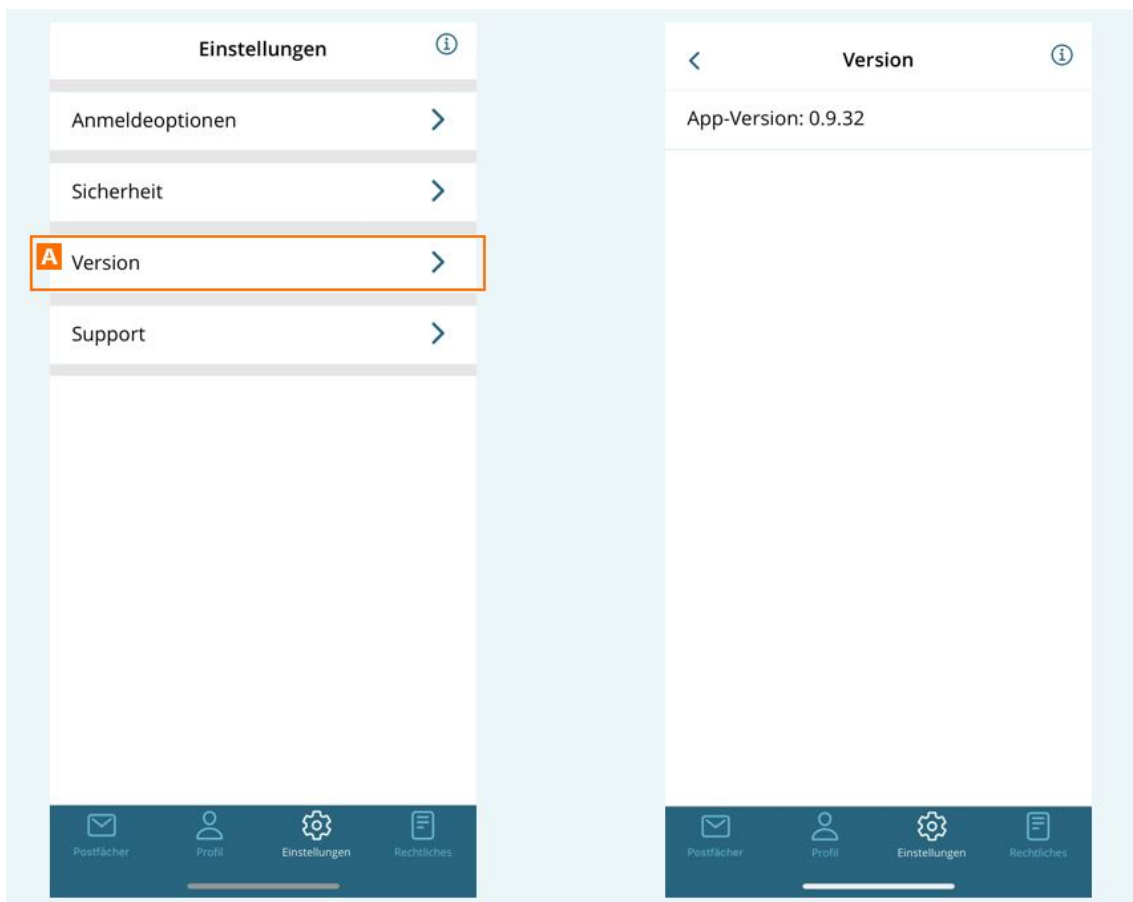 Einstellungen
Anmeldeoptionen
Sicherheit
A Version
Support
Postfächer Profil Einstellungen Rechtliches
Version
App-Version: 0.9.32
Postfächer Profil Einstellungen Rechtliches